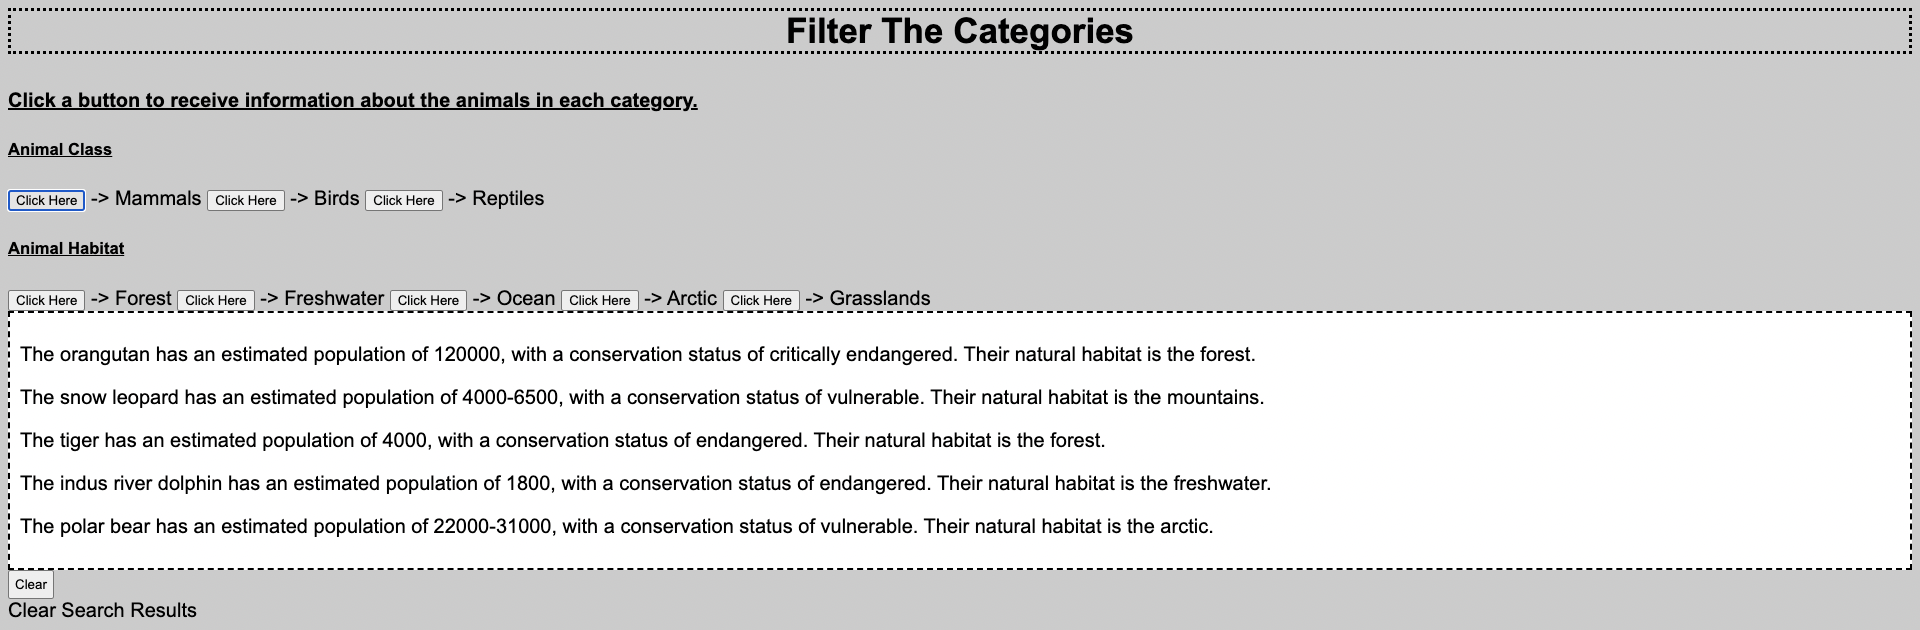 Filter The Categories
Click a button to receive information about the animals in each category.
Animal Class
Click Here -> Mammals Click Here -> Birds Click Here -> Reptiles
Animal Habitat
Click Here -> Forest Click Here -> Freshwater Click Here -> Ocean Click Here -> Arctic Click Here -> Grasslands
The orangutan has an estimated population of 120000, with a conservation status of critically endangered. Their natural habitat is the forest.
The snow leopard has an estimated population of 4000-6500, with a conservation status of vulnerable. Their natural habitat is the mountains.
The tiger has an estimated population of 4000, with a conservation status of endangered. Their natural habitat is the forest.
The indus river dolphin has an estimated population of 1800, with a conservation status of endangered. Their natural habitat is the freshwater.
The polar bear has an estimated population of 22000-31000, with a conservation status of vulnerable. Their natural habitat is the arctic.
Clear
Clear Search Results